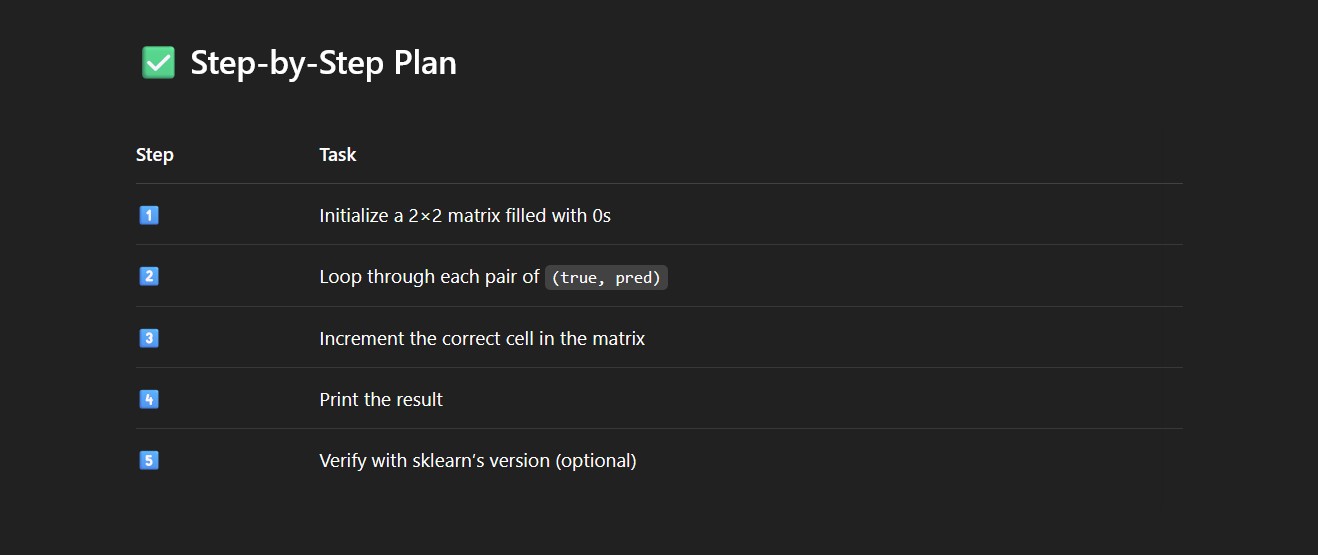 ✅ Step-by-Step Plan
Step Task
1 Initialize a 2×2 matrix filled with 0s
2 Loop through each pair of (true, pred)
3 Increment the correct cell in the matrix
4 Print the result
5 Verify with sklearn's version (optional)